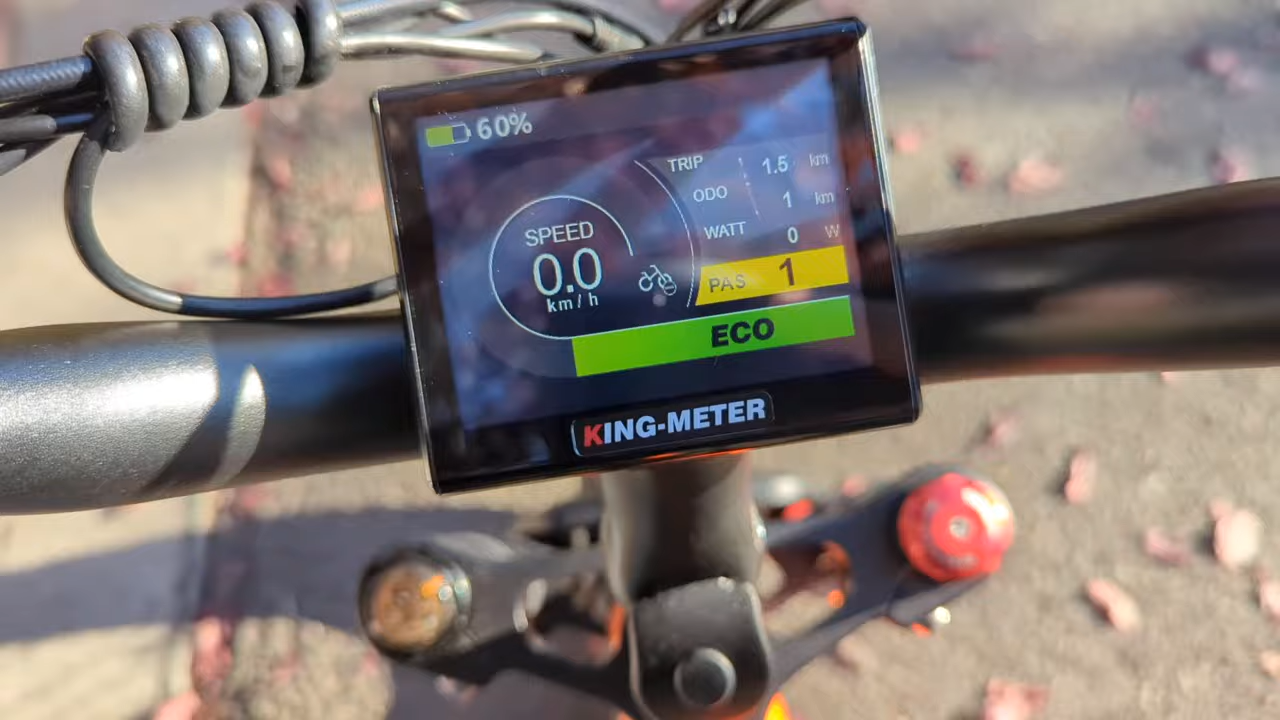 60%
TRIP 1.5 km
ODO 1 km
WATT 0 W
SPEED
0.0
km/h
PAS 1
ECO
KING-METER